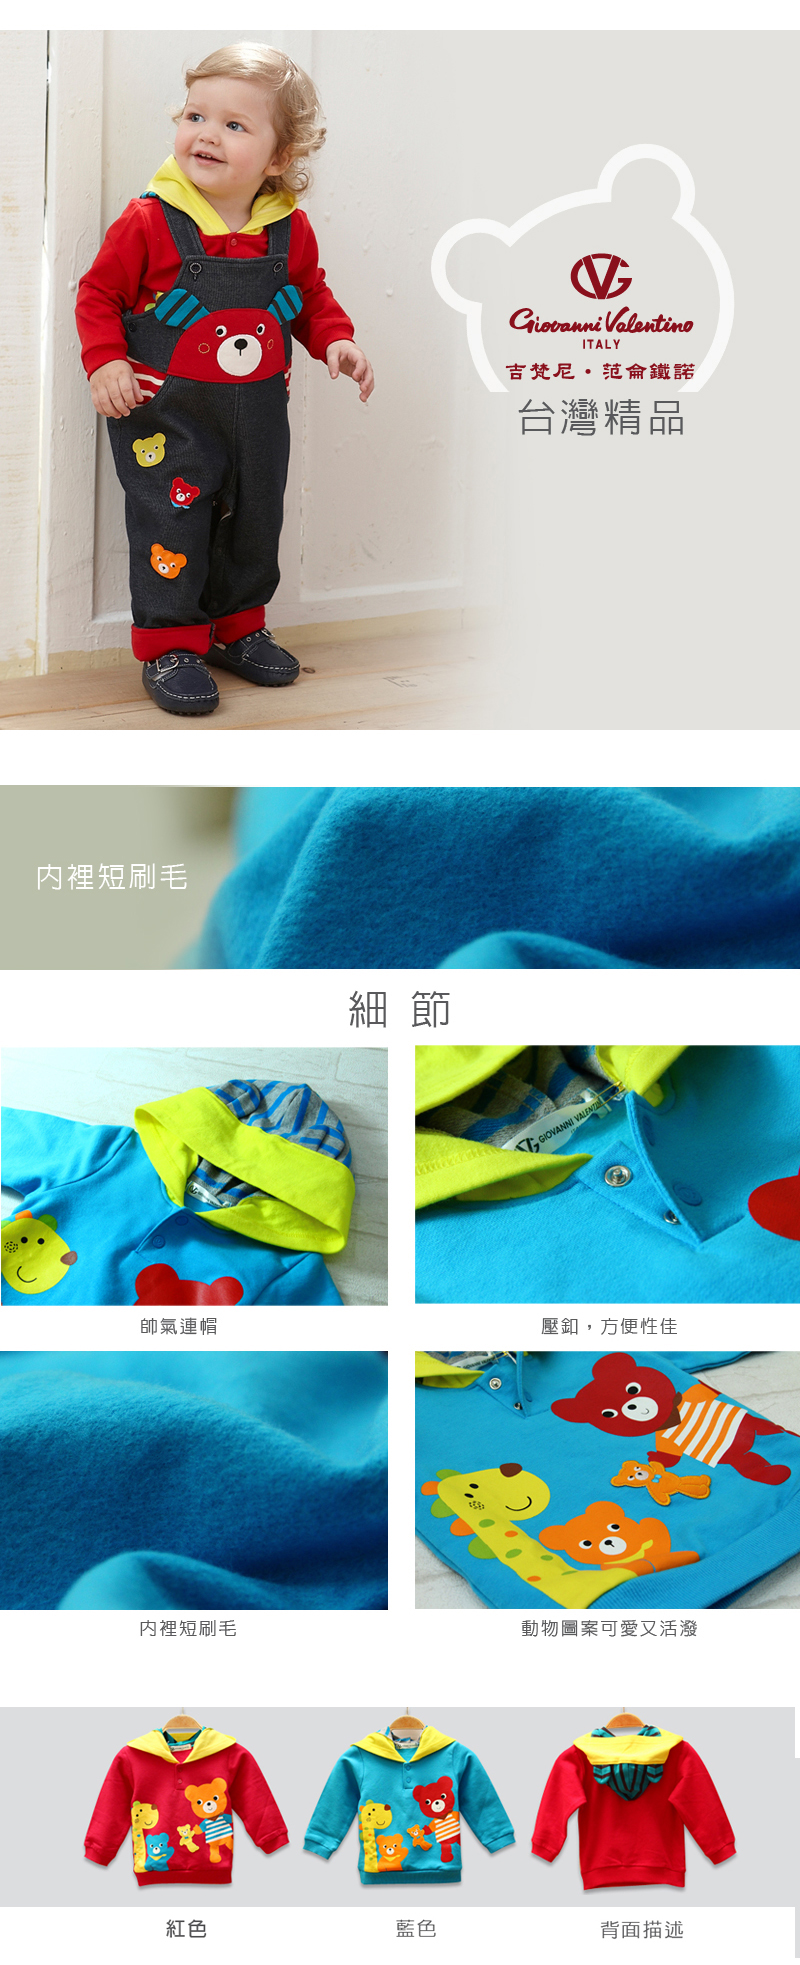 GV
Giovanni Valentino
ITALY
吉梵尼・范侖鐵諾
台灣精品
內裡短刷毛
細 節
GIOVANNI VALENTI
帥氣連帽
壓釦，方便性佳
內裡短刷毛
動物圖案可愛又活潑
紅色
藍色
背面描述